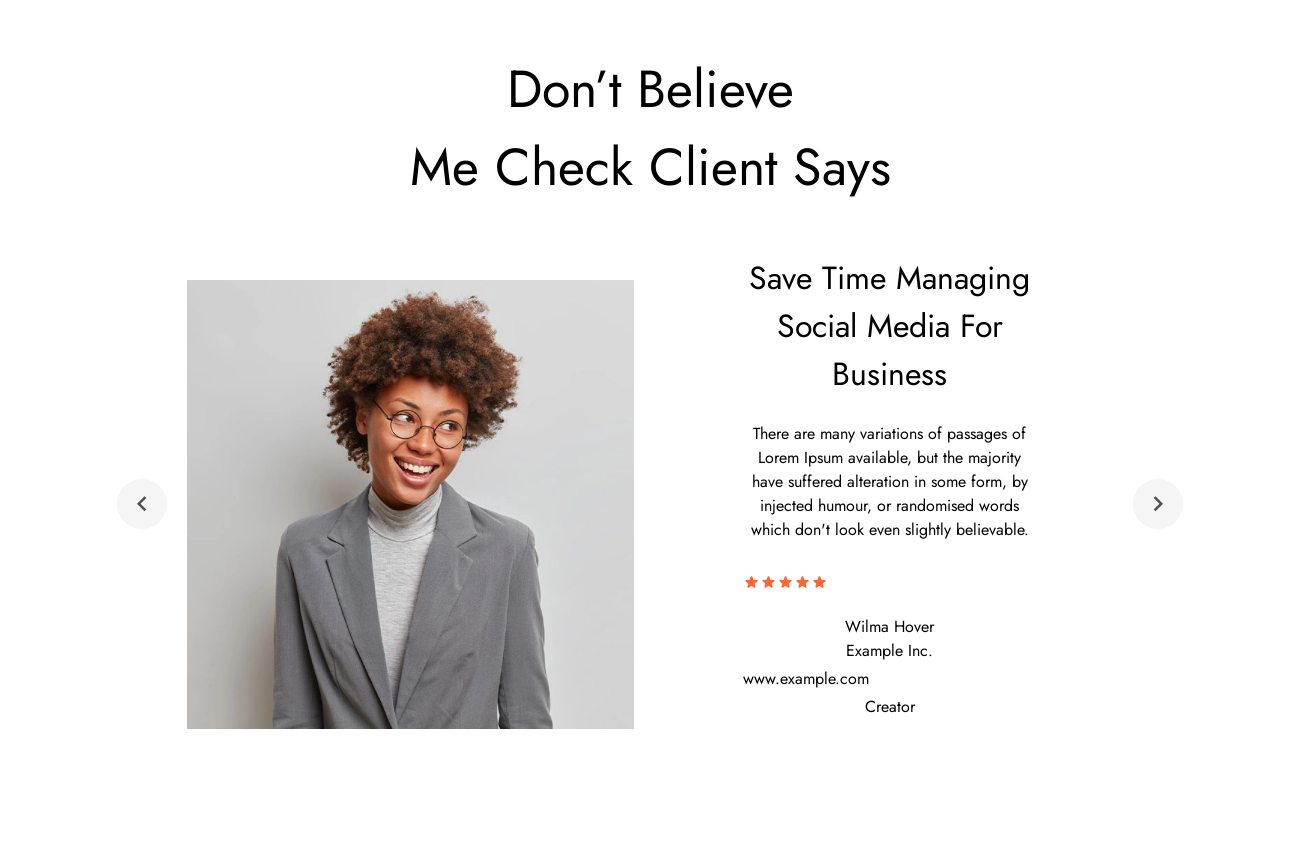 Don’t Believe
Me Check Client Says
Save Time Managing
Social Media For
Business
There are many variations of passages of
Lorem Ipsum available, but the majority
have suffered alteration in some form, by
injected humour, or randomised words
which don't look even slightly believable.
Wilma Hover
Example Inc.
www.example.com
Creator